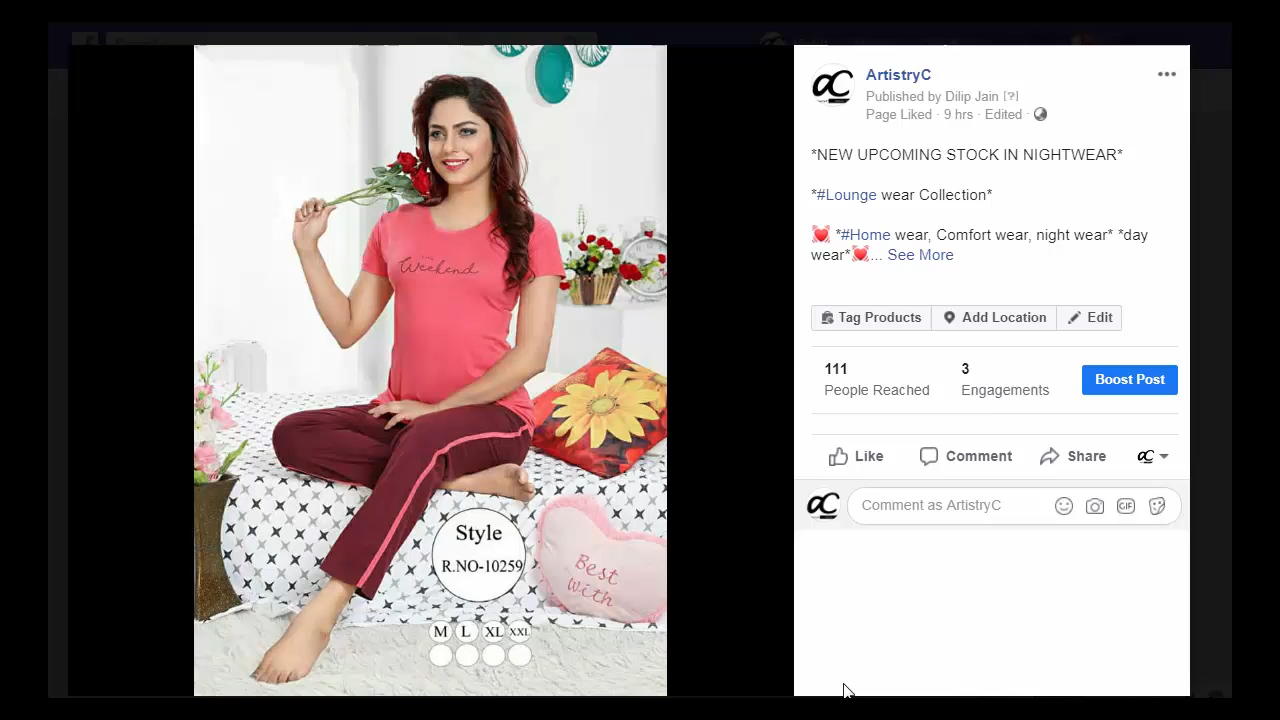 Weekend
Style
R.NO-10259
Best
With
M L XL XXL
ArtistryC
Published by Dilip Jain [?]
Page Liked · 9 hrs · Edited ·
*NEW UPCOMING STOCK IN NIGHTWEAR*
*#Lounge wear Collection*
💓 *#Home wear, Comfort wear, night wear* *day
wear*💓... See More
Tag Products
Add Location
Edit
111
People Reached
3
Engagements
Boost Post
Like
Comment
Share
Comment as ArtistryC
GIF